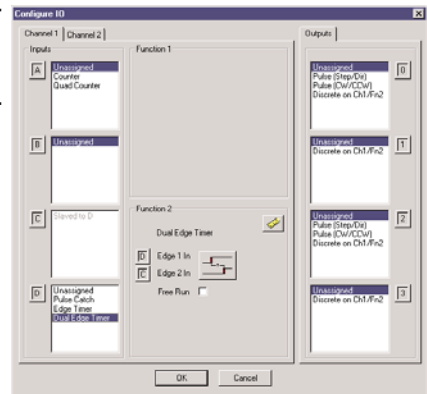 Configure IO
Channel 1 Channel 2 Outputs
Inputs
A
Unassigned
Counter
Quad Counter
B
Unassigned
C
Slaved to D
D
Unassigned
Pulse Catch
Edge Timer
Dual Edge Timer
Function 1
Function 2
Dual Edge Timer
D Edge 1 In
C Edge 2 In
Free Run
Unassigned
Pulse (Step/Dir)
Pulse (CW/CCW)
Discrete on Ch1/Fn2
0
Unassigned
Discrete on Ch1/Fn2
1
Unassigned
Pulse (Step/Dir)
Pulse (CW/CCW)
Discrete on Ch1/Fn2
2
Unassigned
Discrete on Ch1/Fn2
3
OK Cancel